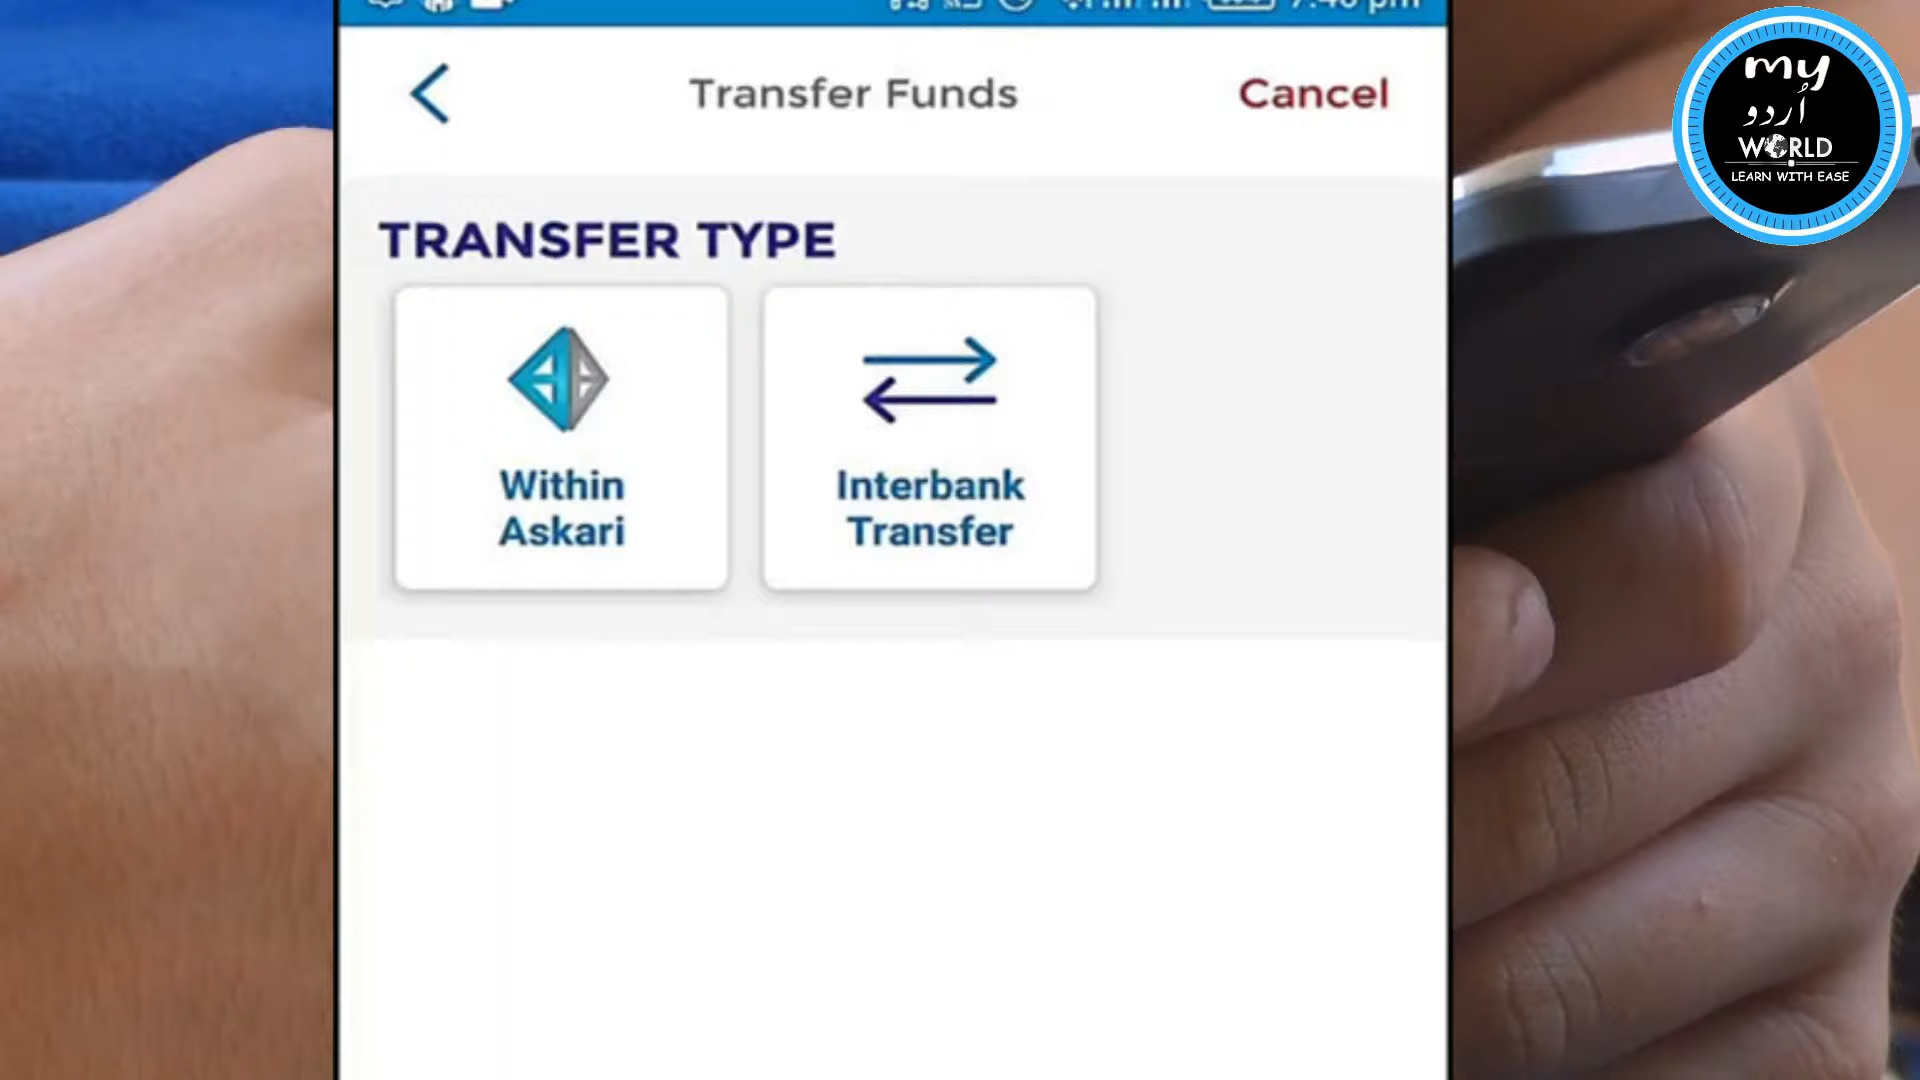 Transfer Funds
Cancel
TRANSFER TYPE
Within
Askari
Interbank
Transfer
my
اُردو
WORLD
LEARN WITH EASE